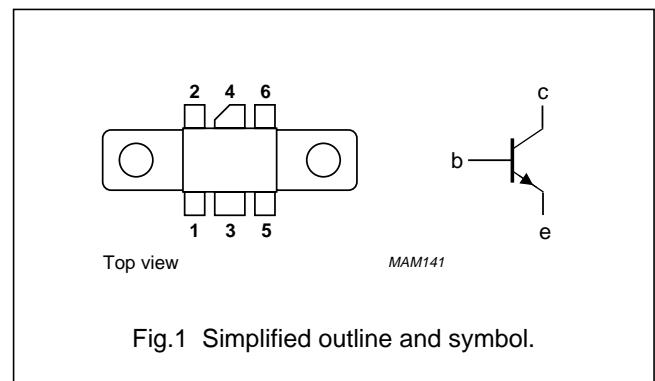 2 4 6
1 3 5
Top view
c
b
e
MAM141
Fig.1 Simplified outline and symbol.